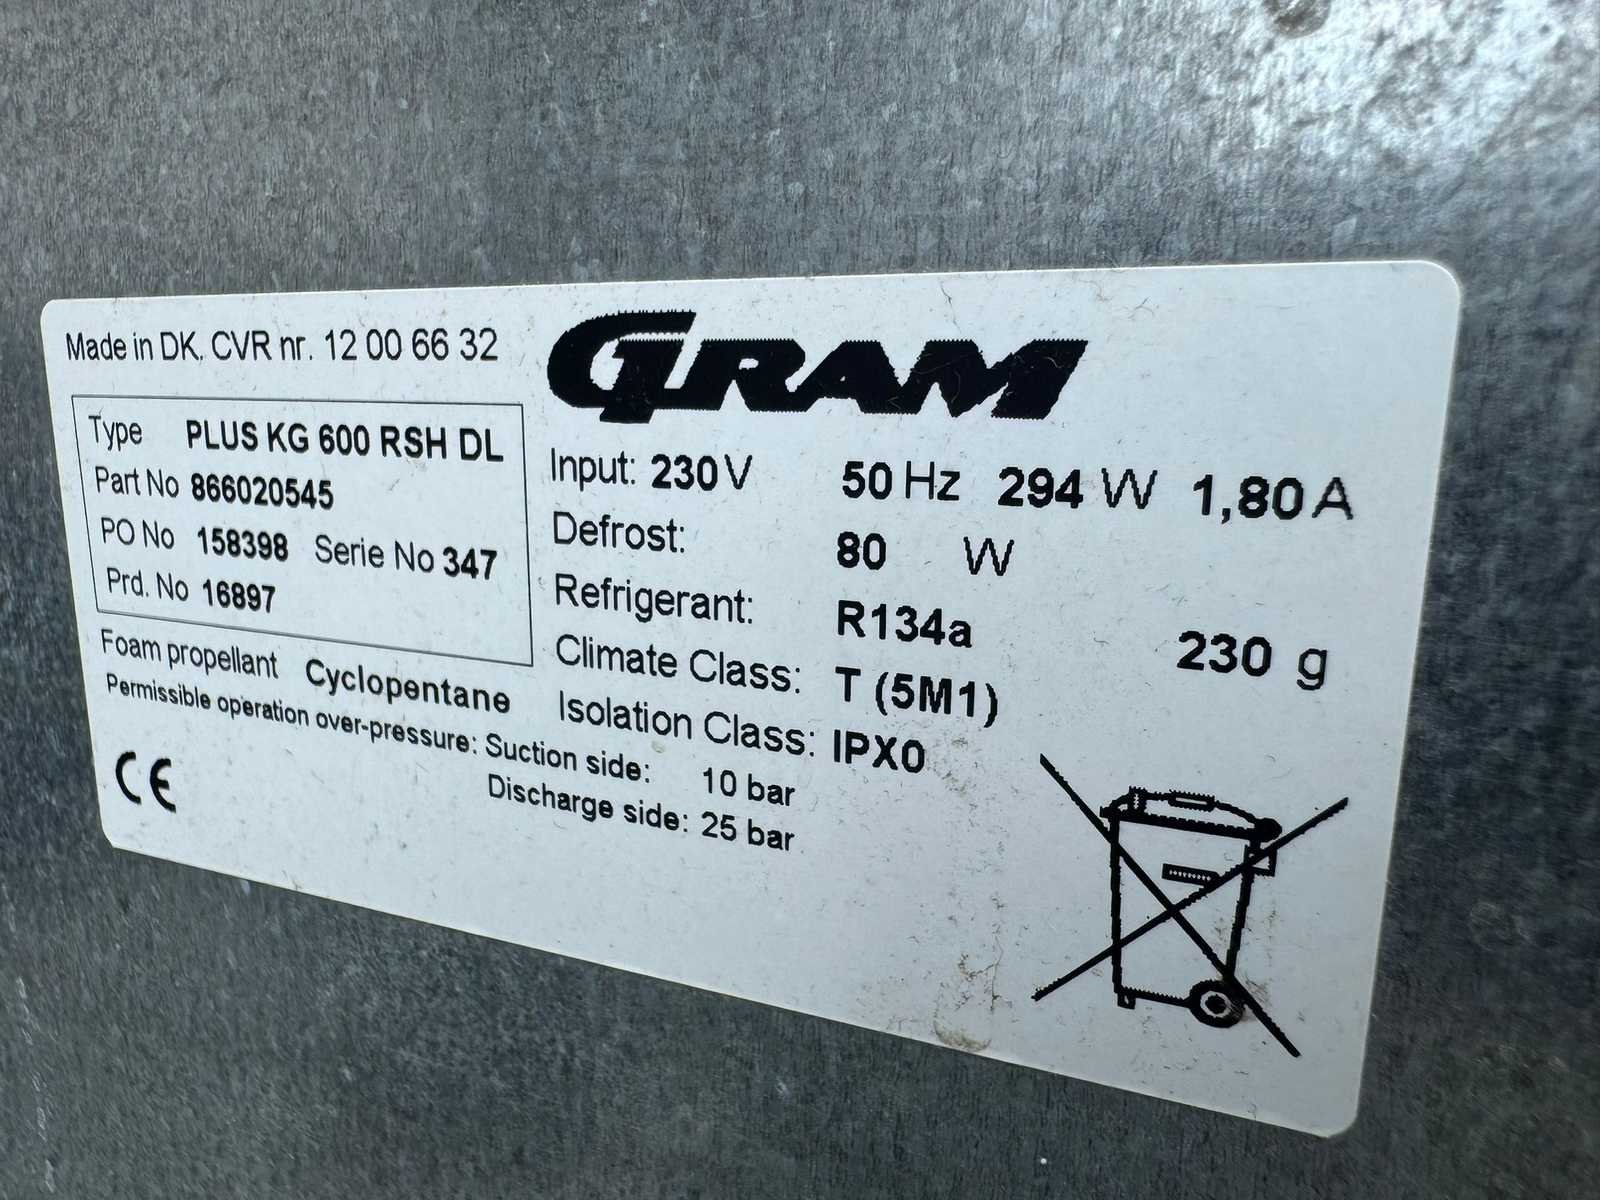 Made in DK. CVR nr. 12 00 66 32
GRAM
Type PLUS KG 600 RSH DL
Part No 866020545
PO No 158398 Serie No 347
Prd. No 16897
Input: 230 V 50 Hz 294 W 1,80 A
Defrost: 80 W
Refrigerant: R134a 230 g
Climate Class: T (5M1)
Isolation Class: IPX0
Foam propellant Cyclopentane
Permissible operation over-pressure: Suction side: 10 bar
Discharge side: 25 bar
CE